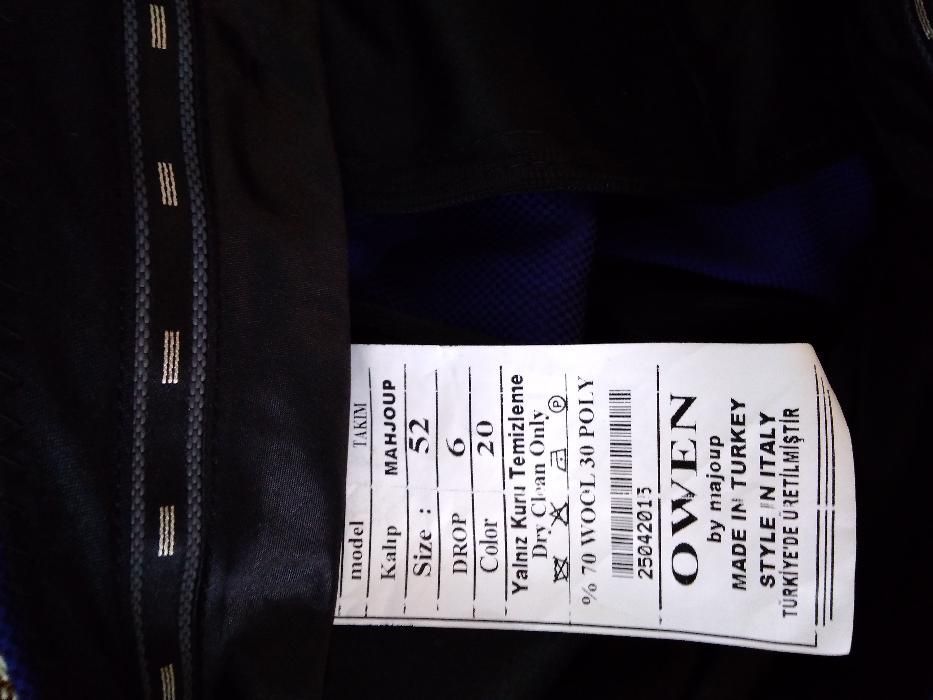 model TAKIM
Kalıp MAHJOUP
Size : 52
DROP 6
Color 20
Yalnız Kuru Temizleme
Dry Clean Only
P
% 70 WOOL 30 POLY
25042015
OWEN
by majoup
MADE IN TURKEY
STYLE IN ITALY
TÜRKİYE'DE ÜRETİLMİŞTİR